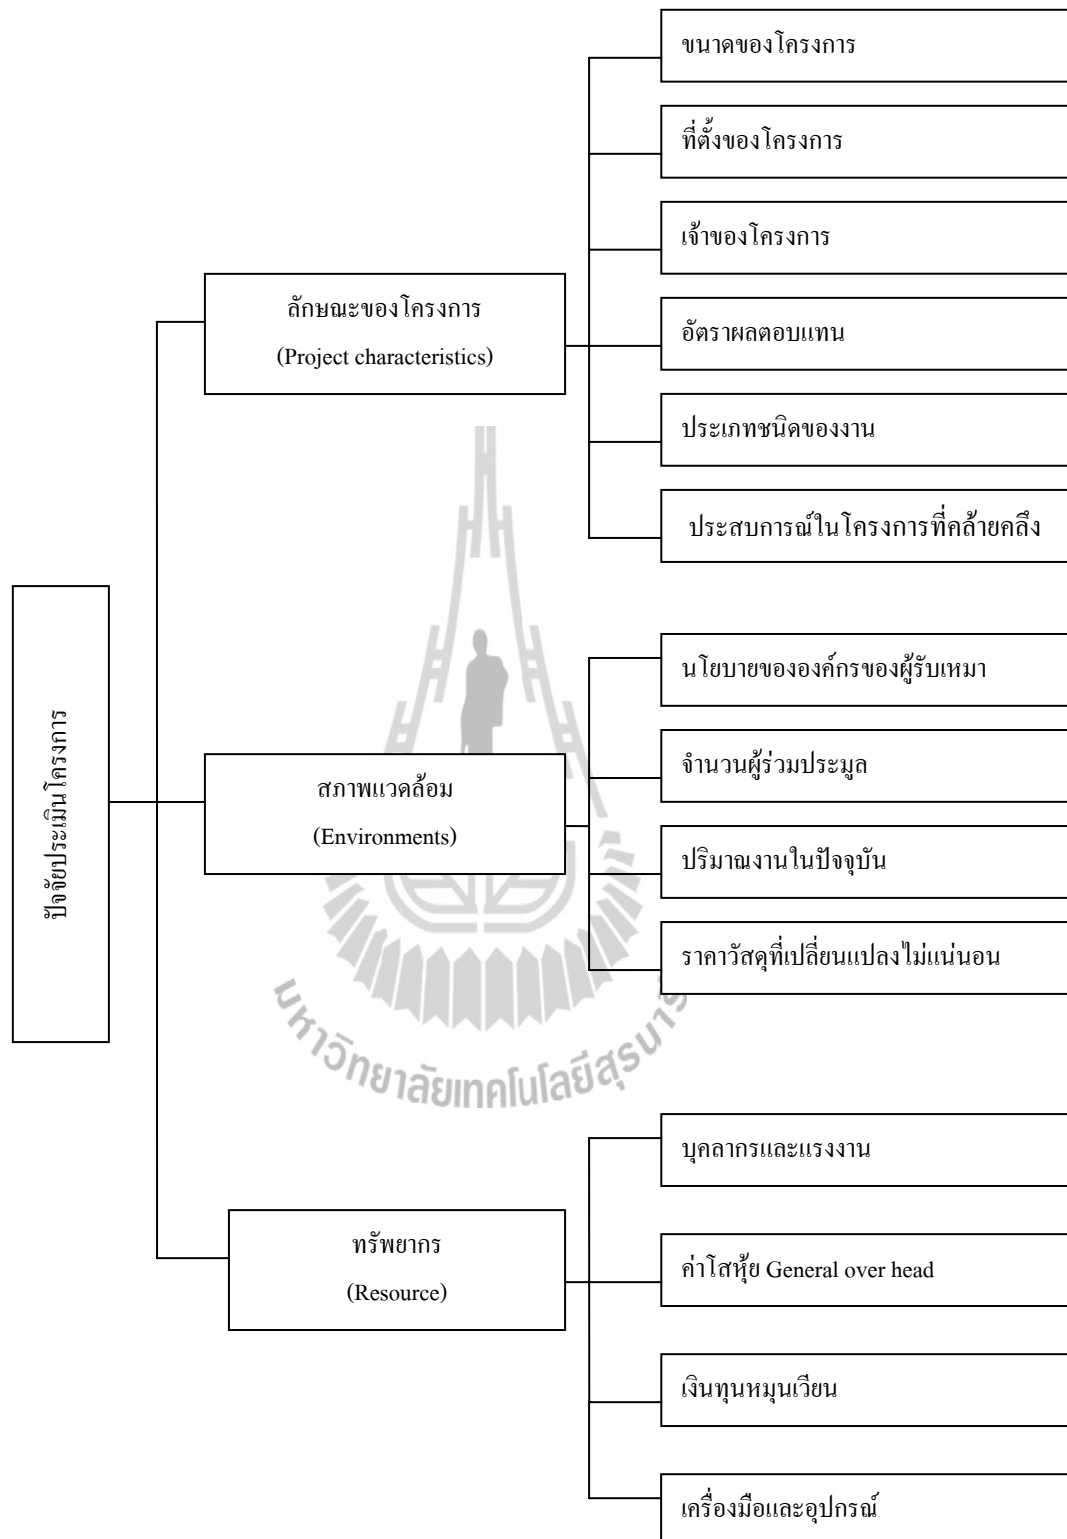 ปัจจัยประเมินโครงการ
ลักษณะของโครงการ
(Project characteristics)
ขนาดของโครงการ
ที่ตั้งของโครงการ
เจ้าของโครงการ
อัตราผลตอบแทน
ประเภทชนิดของงาน
ประสบการณ์ในโครงการที่คล้ายคลึง
สภาพแวดล้อม
(Environments)
นโยบายขององค์กรของผู้รับเหมา
จำนวนผู้ร่วมประมูล
ปริมาณงานในปัจจุบัน
ราคาวัสดุที่เปลี่ยนแปลงไม่แน่นอน
ทรัพยากร
(Resource)
บุคลากรและแรงงาน
ค่าโสหุ้ย General over head
เงินทุนหมุนเวียน
เครื่องมือและอุปกรณ์
มหาวิทยาลัยเทคโนโลยีสุรนารี